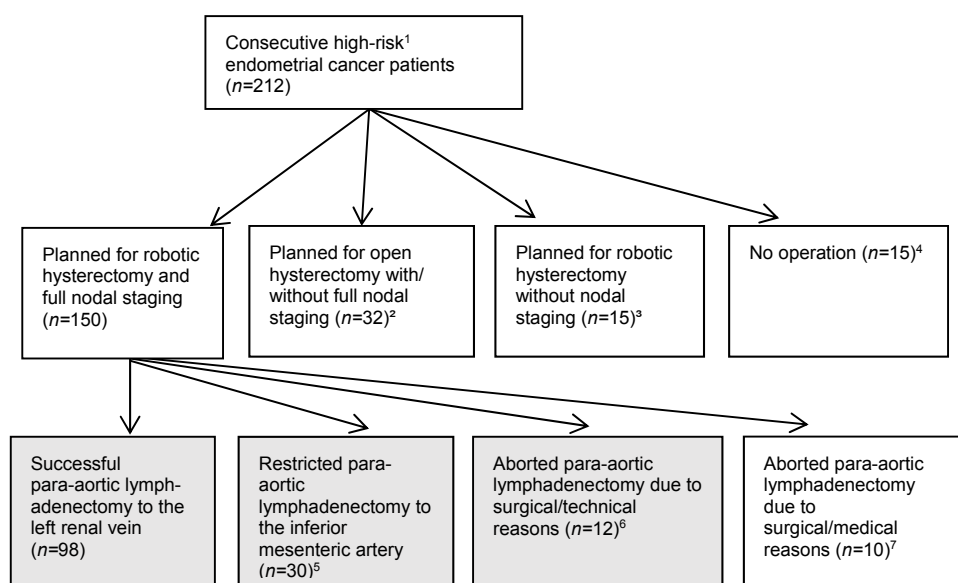 Consecutive high-risk¹
endometrial cancer patients
(n=212)
Planned for robotic
hysterectomy and
full nodal staging
(n=150)
Planned for open
hysterectomy with/
without full nodal
staging (n=32)²
Planned for robotic
hysterectomy
without nodal
staging (n=15)³
No operation (n=15)⁴
Successful
para-aortic lymph-
adenectomy to the
left renal vein
(n=98)
Restricted para-
aortic
lymphadenectomy to
the inferior
mesenteric artery
(n=30)⁵
Aborted para-aortic
lymphadenectomy due to
surgical/technical
reasons (n=12)⁶
Aborted para-aortic
lymphadenectomy
due to
surgical/medical
reasons (n=10)⁷